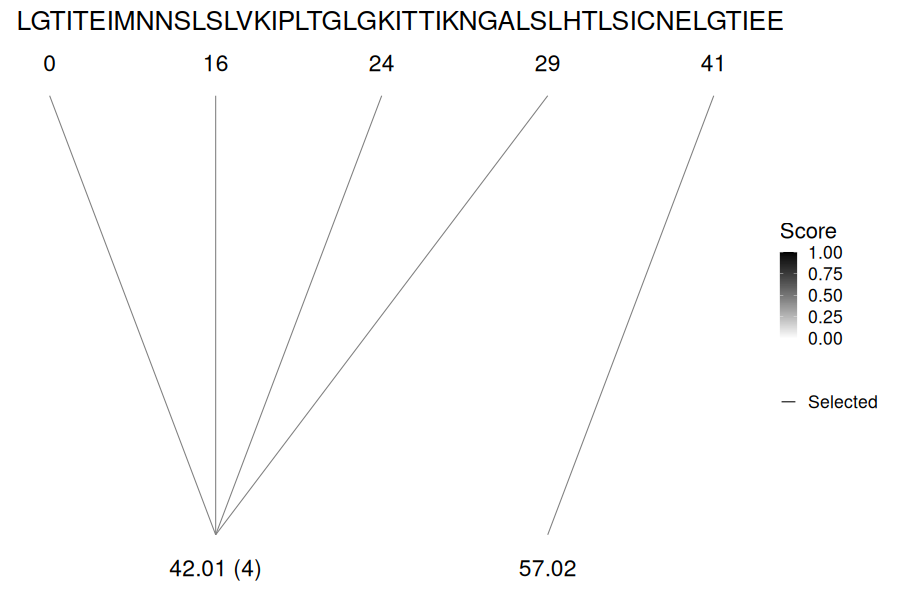 LGTITEIMNNSLSLVKIPLTGLGKITTIKNGALSLHTLSICNELGTIEE
0 16 24 29 41
Score
1.00
0.75
0.50
0.25
0.00
Selected
42.01 (4) 57.02